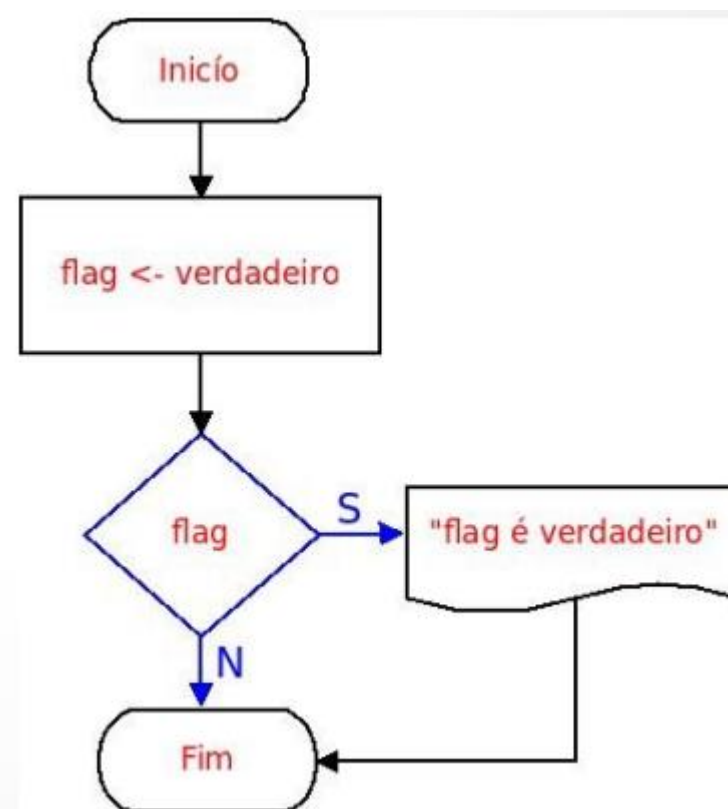 Inicío
flag <- verdadeiro
flag
S
"flag é verdadeiro"
N
Fim